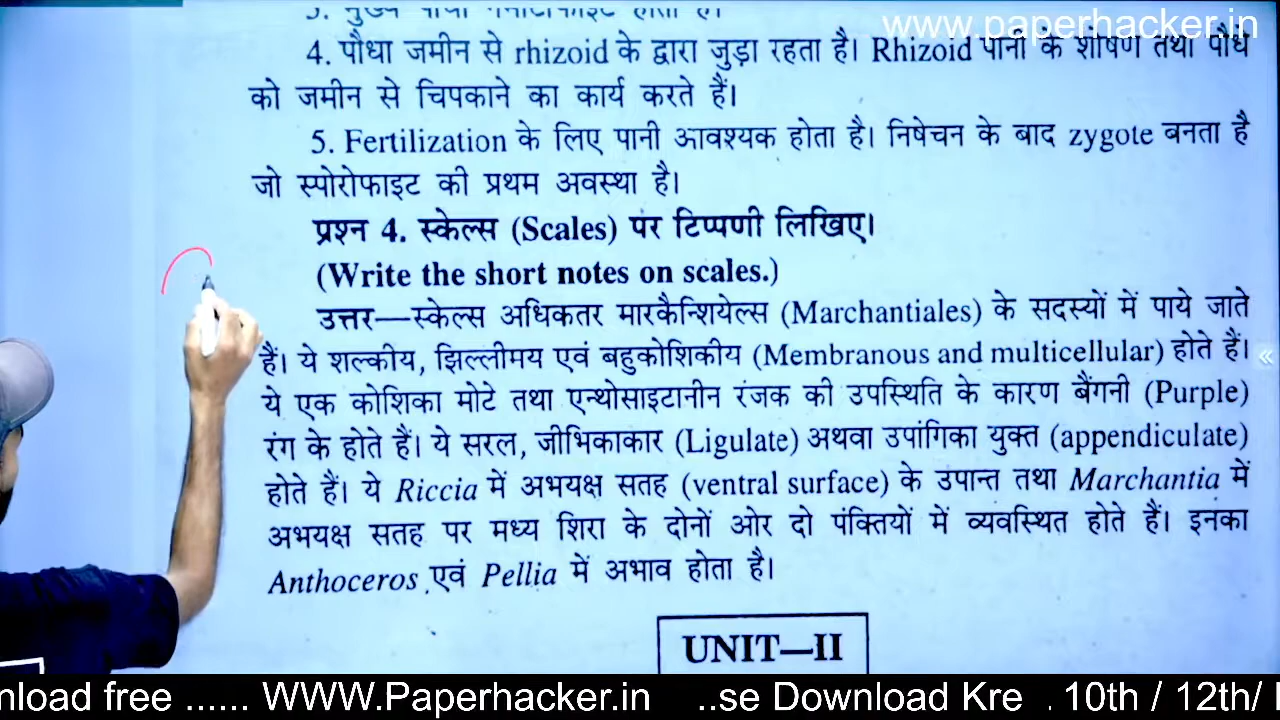 www.paperhacker.in
4. पौधा जमीन से rhizoid के द्वारा जुड़ा रहता है। Rhizoid पानी के शोषण तथा पौधे
को जमीन से चिपकाने का कार्य करते हैं।
5. Fertilization के लिए पानी आवश्यक होता है। निषेचन के बाद zygote बनता है
जो स्पोरोफाइट की प्रथम अवस्था है।
प्रश्न 4. स्केल्स (Scales) पर टिप्पणी लिखिए।
(Write the short notes on scales.)
उत्तर—स्केल्स अधिकतर मारकैन्शियेल्स (Marchantiales) के सदस्यों में पाये जाते
हैं। ये शल्कीय, झिल्लीमय एवं बहुकोशिकीय (Membranous and multicellular) होते हैं।
ये एक कोशिका मोटे तथा एन्थोसाइटानीन रंजक की उपस्थिति के कारण बैंगनी (Purple)
रंग के होते हैं। ये सरल, जीभिकाकार (Ligulate) अथवा उपांगिका युक्त (appendiculate)
होते हैं। ये Riccia में अभयक्ष सतह (ventral surface) के उपान्त तथा Marchantia में
अभयक्ष सतह पर मध्य शिरा के दोनों ओर दो पंक्तियों में व्यवस्थित होते हैं। इनका
Anthoceros एवं Pellia में अभाव होता है।
UNIT—II
nload free ...... WWW.Paperhacker.in ..se Download Kre . 10th / 12th/